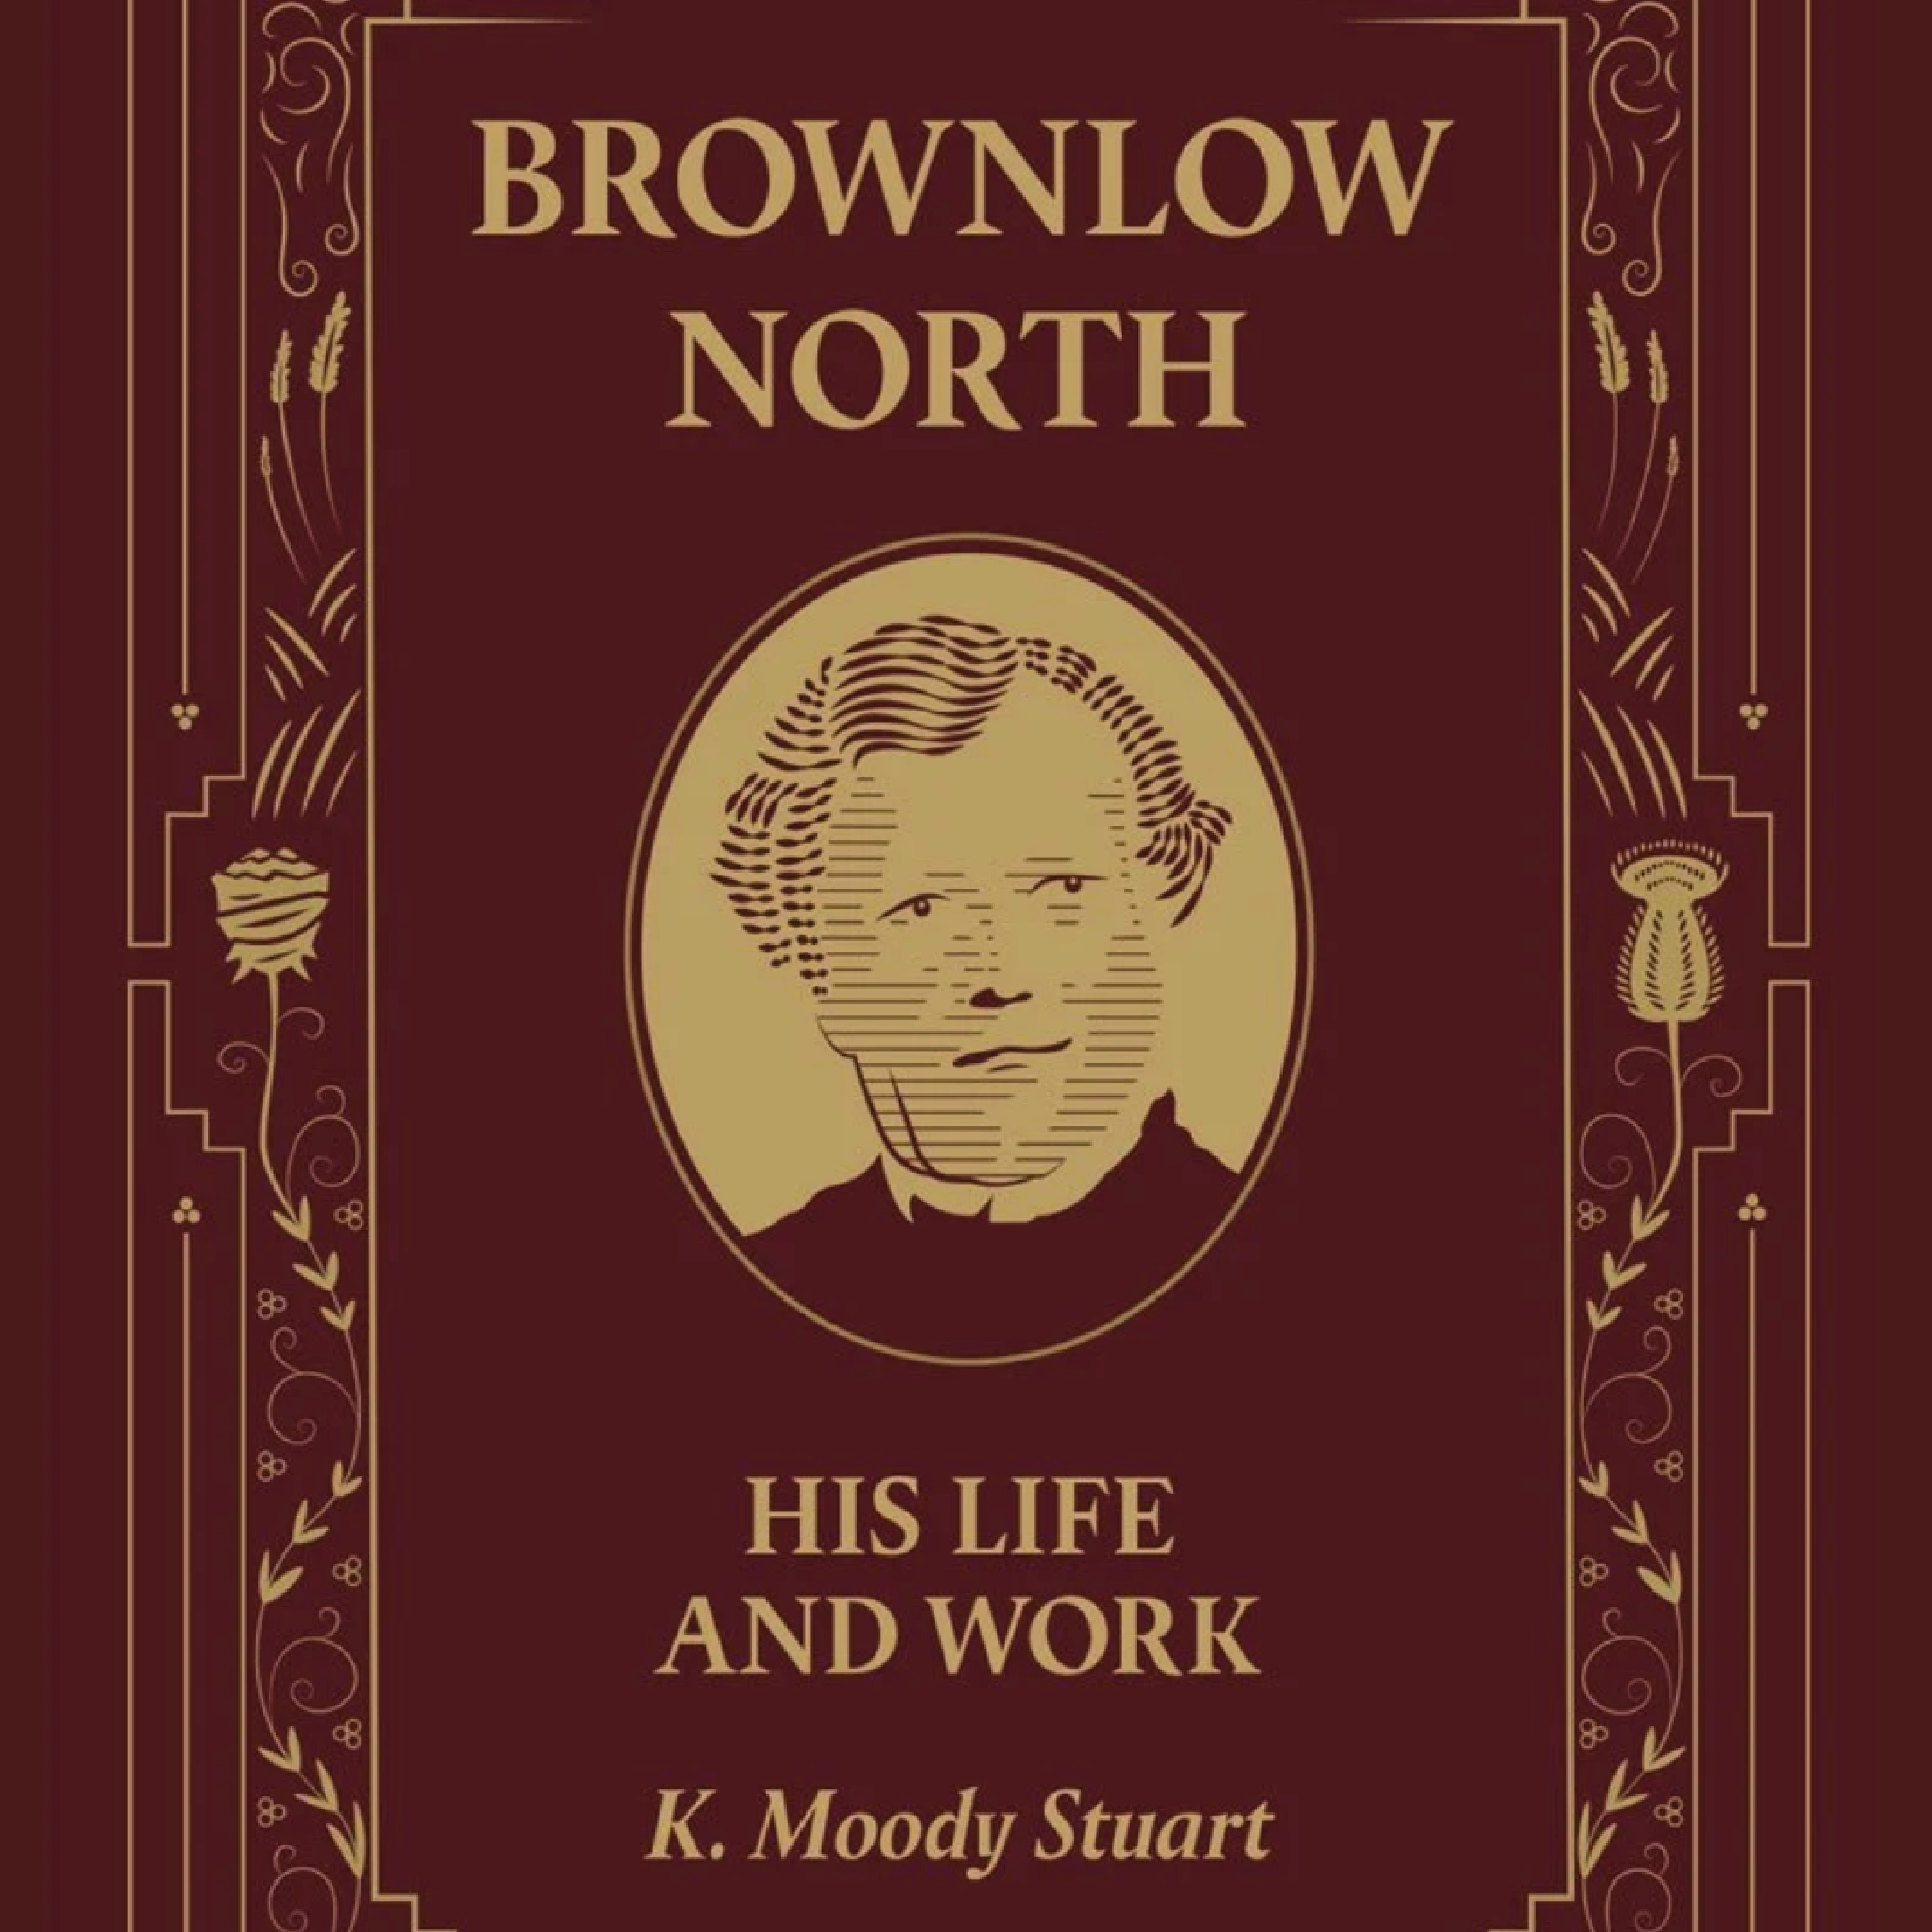 BROWNLOW
NORTH
HIS LIFE
AND WORK
K. Moody Stuart